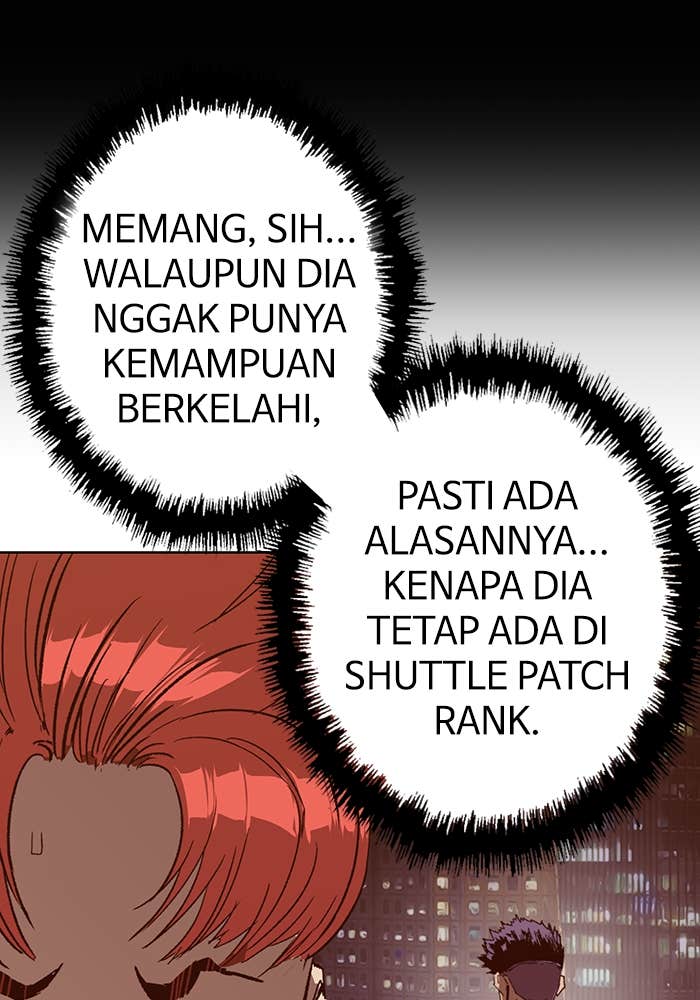 MEMANG, SIH...
WALAUPUN DIA
NGGAK PUNYA
KEMAMPUAN
BERKELAHI,
PASTI ADA
ALASANNYA...
KENAPA DIA
TETAP ADA DI
SHUTTLE PATCH
RANK.